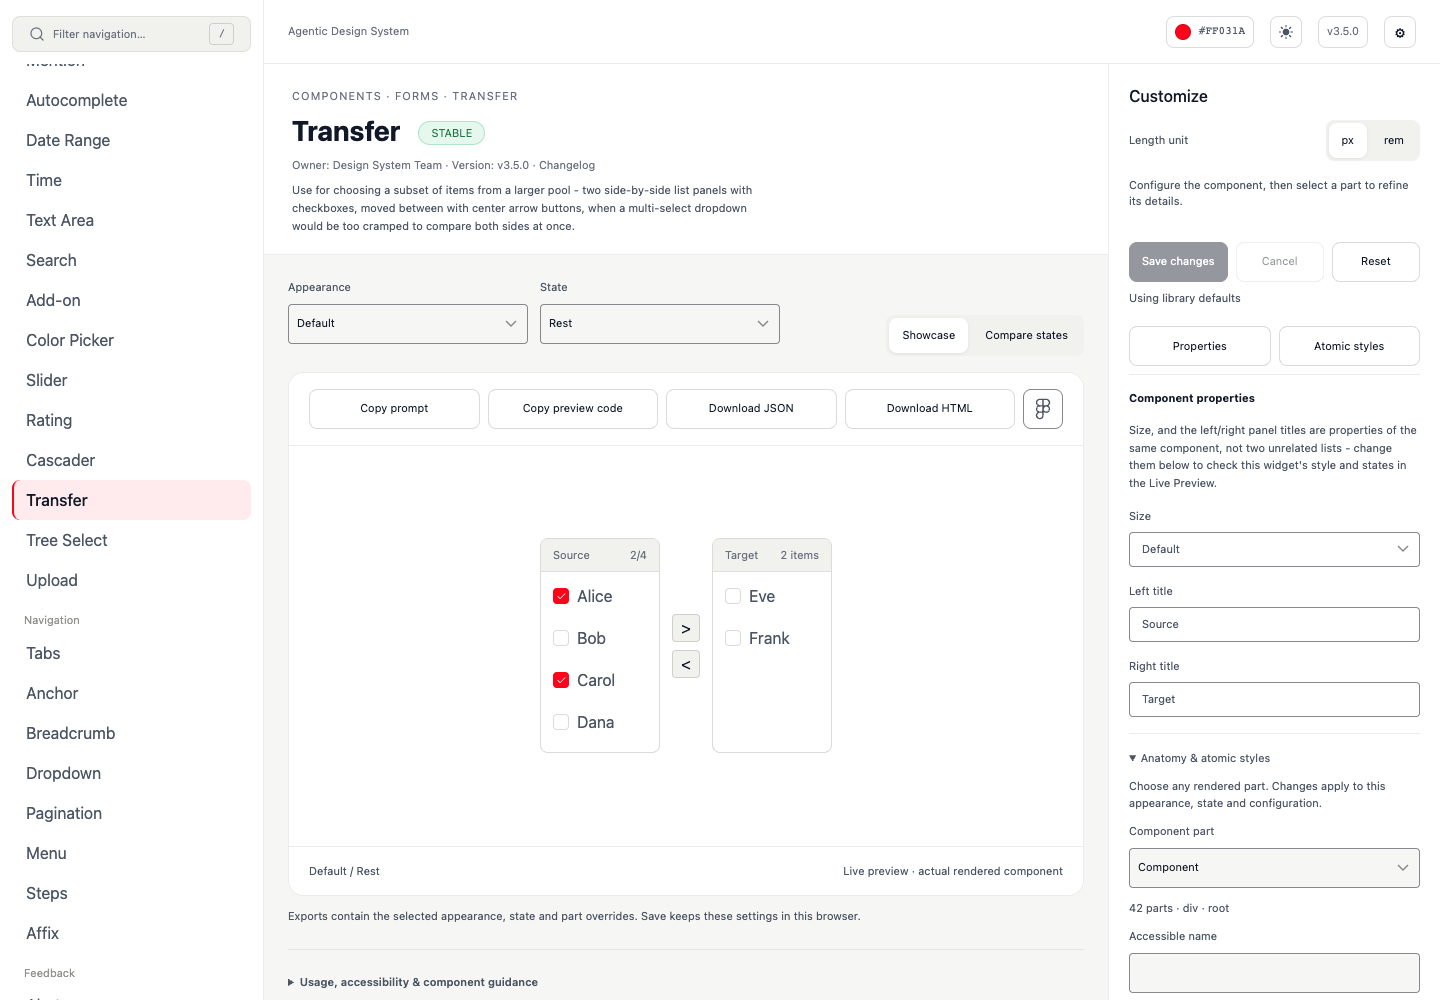 Filter navigation...
/
Mention
Autocomplete
Date Range
Time
Text Area
Search
Add-on
Color Picker
Slider
Rating
Cascader
Transfer
Tree Select
Upload
Navigation
Tabs
Anchor
Breadcrumb
Dropdown
Pagination
Menu
Steps
Affix
Feedback
Agentic Design System
#FF031A
v3.5.0
COMPONENTS · FORMS · TRANSFER
Transfer
STABLE
Owner: Design System Team · Version: v3.5.0 · Changelog
Use for choosing a subset of items from a larger pool - two side-by-side list panels with
checkboxes, moved between with center arrow buttons, when a multi-select dropdown
would be too cramped to compare both sides at once.
Appearance
State
Default
Rest
Showcase
Compare states
Copy prompt
Copy preview code
Download JSON
Download HTML
Source
2/4
Alice
Bob
Carol
Dana
>
<
Target
2 items
Eve
Frank
Default / Rest
Live preview · actual rendered component
Exports contain the selected appearance, state and part overrides. Save keeps these settings in this browser.
Usage, accessibility & component guidance
Customize
Length unit
px
rem
Configure the component, then select a part to refine
its details.
Save changes
Cancel
Reset
Using library defaults
Properties
Atomic styles
Component properties
Size, and the left/right panel titles are properties of the
same component, not two unrelated lists - change
them below to check this widget's style and states in
the Live Preview.
Size
Default
Left title
Source
Right title
Target
Anatomy & atomic styles
Choose any rendered part. Changes apply to this
appearance, state and configuration.
Component part
Component
42 parts · div · root
Accessible name